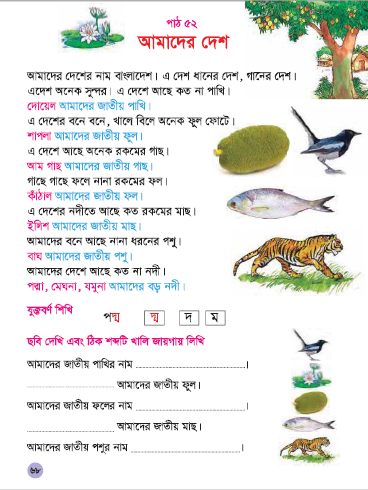 পাঠ ৫২
আমাদের দেশ
আমাদের দেশের নাম বাংলাদেশ। এ দেশ ধানের দেশ, গানের দেশ।
এদেশ অনেক সুন্দর। এ দেশে আছে কত না পাখি।
দোয়েল আমাদের জাতীয় পাখি।
এ দেশের বনে বনে, খালে বিলে অনেক ফুল ফোটে।
শাপলা আমাদের জাতীয় ফুল।
এ দেশে আছে অনেক রকমের গাছ।
আম গাছ আমাদের জাতীয় গাছ।
গাছে গাছে ফলে নানা রকমের ফল।
কাঁঠাল আমাদের জাতীয় ফল।
এ দেশের নদীতে আছে কত রকমের মাছ।
ইলিশ আমাদের জাতীয় মাছ।
আমাদের বনে আছে নানা ধরনের পশু।
বাঘ আমাদের জাতীয় পশু।
আমাদের দেশে আছে কত না নদী।
পদ্মা, মেঘনা, যমুনা আমাদের বড় নদী।
যুক্তবর্ণ শিখি
পদ্ম দ্ম দ ম
ছবি দেখি এবং ঠিক শব্দটি খালি জায়গায় লিখি
আমাদের জাতীয় পাখির নাম ..............................।
.............................. আমাদের জাতীয় ফুল।
আমাদের জাতীয় ফলের নাম ..............................।
.............................. আমাদের জাতীয় মাছ।
আমাদের জাতীয় পশুর নাম ..............................।
৬৮